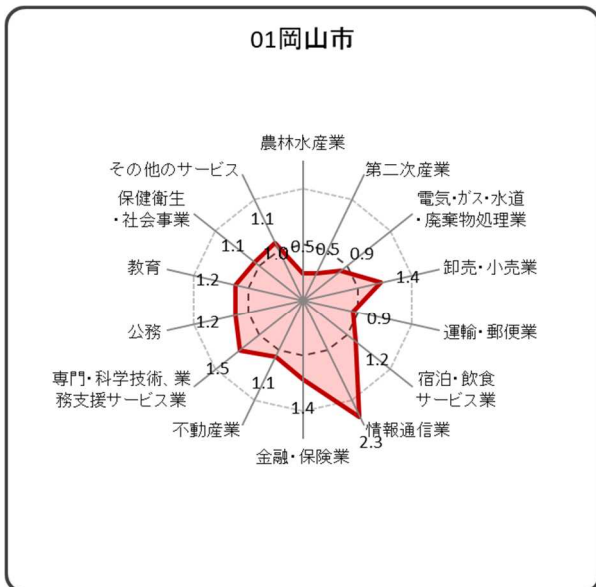 01岡山市
農林水産業
第二次産業
電気・ガス・水道
・廃棄物処理業
卸売・小売業
運輸・郵便業
宿泊・飲食
サービス業
情報通信業
金融・保険業
不動産業
専門・科学技術、業
務支援サービス業
公務
教育
保健衛生
・社会事業
その他のサービス
0.5
0.5
0.9
1.4
0.9
1.2
2.3
1.4
1.1
1.5
1.2
1.2
1.1
1.1
1.0